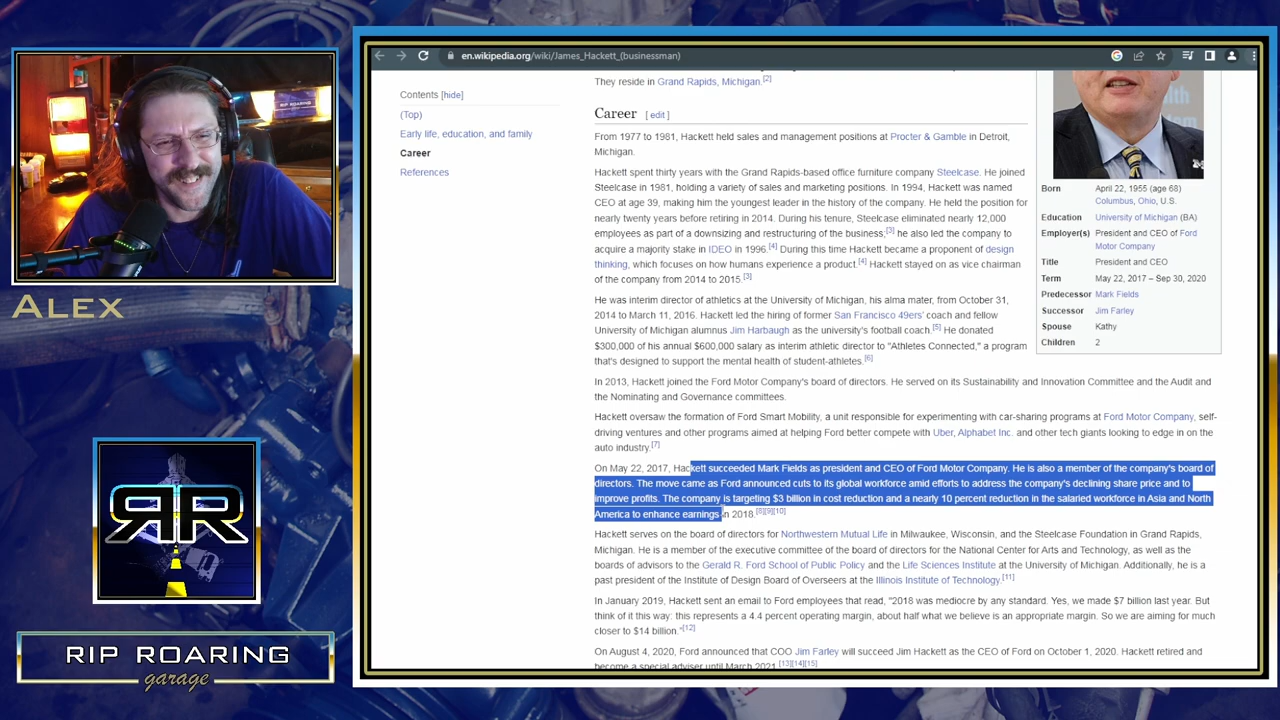 en.wikipedia.org/wiki/James_Hackett_(businessman)
They reside in Grand Rapids, Michigan.[2]
Contents [hide]
(Top)
Early life, education, and family
Career
References
Career [ edit ]
From 1977 to 1981, Hackett held sales and management positions at Procter & Gamble in Detroit,
Michigan.
Hackett spent thirty years with the Grand Rapids-based office furniture company Steelcase. He joined
Steelcase in 1981, holding a variety of sales and marketing positions. In 1994, Hackett was named
CEO at age 39, making him the youngest leader in the history of the company. He held the position for
nearly twenty years before retiring in 2014. During his tenure, Steelcase eliminated nearly 12,000
employees as part of a downsizing and restructuring of the business;[3] he also led the company to
acquire a majority stake in IDEO in 1996.[4] During this time Hackett became a proponent of design
thinking, which focuses on how humans experience a product.[4] Hackett stayed on as vice chairman
of the company from 2014 to 2015.[3]
He was interim director of athletics at the University of Michigan, his alma mater, from October 31,
2014 to March 11, 2016. Hackett led the hiring of former San Francisco 49ers' coach and fellow
University of Michigan alumnus Jim Harbaugh as the university's football coach.[5] He donated
$300,000 of his annual $600,000 salary as interim athletic director to "Athletes Connected," a program
that's designed to support the mental health of student-athletes.[6]
In 2013, Hackett joined the Ford Motor Company's board of directors. He served on its Sustainability and Innovation Committee and the Audit and
the Nominating and Governance committees.
Hackett oversaw the formation of Ford Smart Mobility, a unit responsible for experimenting with car-sharing programs at Ford Motor Company, self-
driving ventures and other programs aimed at helping Ford better compete with Uber, Alphabet Inc. and other tech giants looking to edge in on the
auto industry.[7]
On May 22, 2017, Hackett succeeded Mark Fields as president and CEO of Ford Motor Company. He is also a member of the company's board of
directors. The move came as Ford announced cuts to its global workforce amid efforts to address the company's declining share price and to
improve profits. The company is targeting $3 billion in cost reduction and a nearly 10 percent reduction in the salaried workforce in Asia and North
America to enhance earnings in 2018.[8][9][10]
Hackett serves on the board of directors for Northwestern Mutual Life in Milwaukee, Wisconsin, and the Steelcase Foundation in Grand Rapids,
Michigan. He is a member of the executive committee of the board of directors for the National Center for Arts and Technology, as well as the
boards of advisors to the Gerald R. Ford School of Public Policy and the Life Sciences Institute at the University of Michigan. Additionally, he is a
past president of the Institute of Design Board of Overseers at the Illinois Institute of Technology.[11]
In January 2019, Hackett sent an email to Ford employees that read, "2018 was mediocre by any standard. Yes, we made $7 billion last year. But
think of it this way: this represents a 4.4 percent operating margin, about half what we believe is an appropriate margin. So we are aiming for much
closer to $14 billion."[12]
On August 4, 2020, Ford announced that COO Jim Farley will succeed Jim Hackett as the CEO of Ford on October 1, 2020. Hackett retired and
become a special adviser until March 2021.[13][14][15]
Born April 22, 1955 (age 68)
Columbus, Ohio, U.S.
Education University of Michigan (BA)
Employer(s) President and CEO of Ford
Motor Company
Title President and CEO
Term May 22, 2017 – Sep 30, 2020
Predecessor Mark Fields
Successor Jim Farley
Spouse Kathy
Children 2
ALEX
RR
RIP ROARING
garage